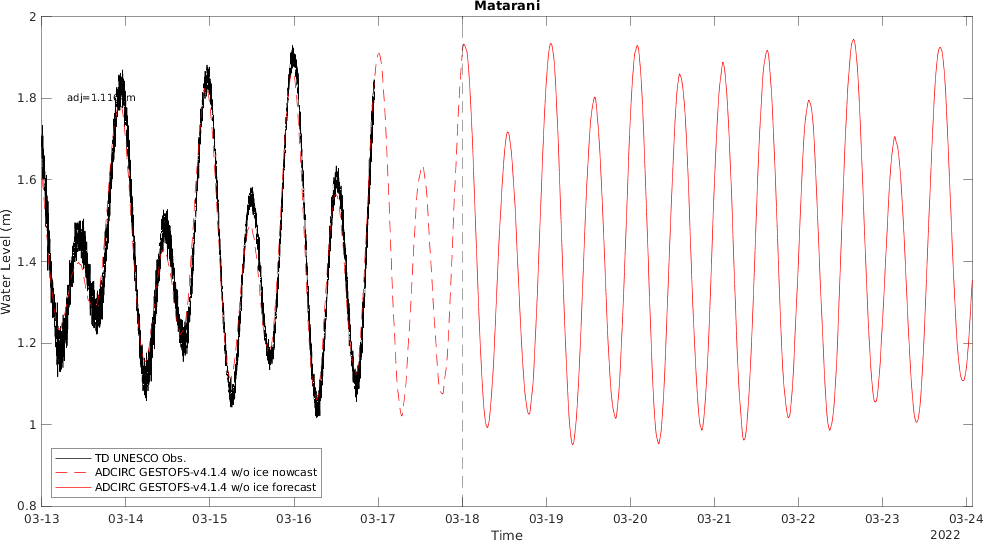 Matarani
2
1.8
1.6
1.4
1.2
1
0.8
Water Level (m)
TD UNESCO Obs.
ADCIRC GESTOFS-v4.1.4 w/o ice nowcast
ADCIRC GESTOFS-v4.1.4 w/o ice forecast
03-13 03-14 03-15 03-16 03-17 03-18 03-19 03-20 03-21 03-22 03-23 03-24
Time
2022